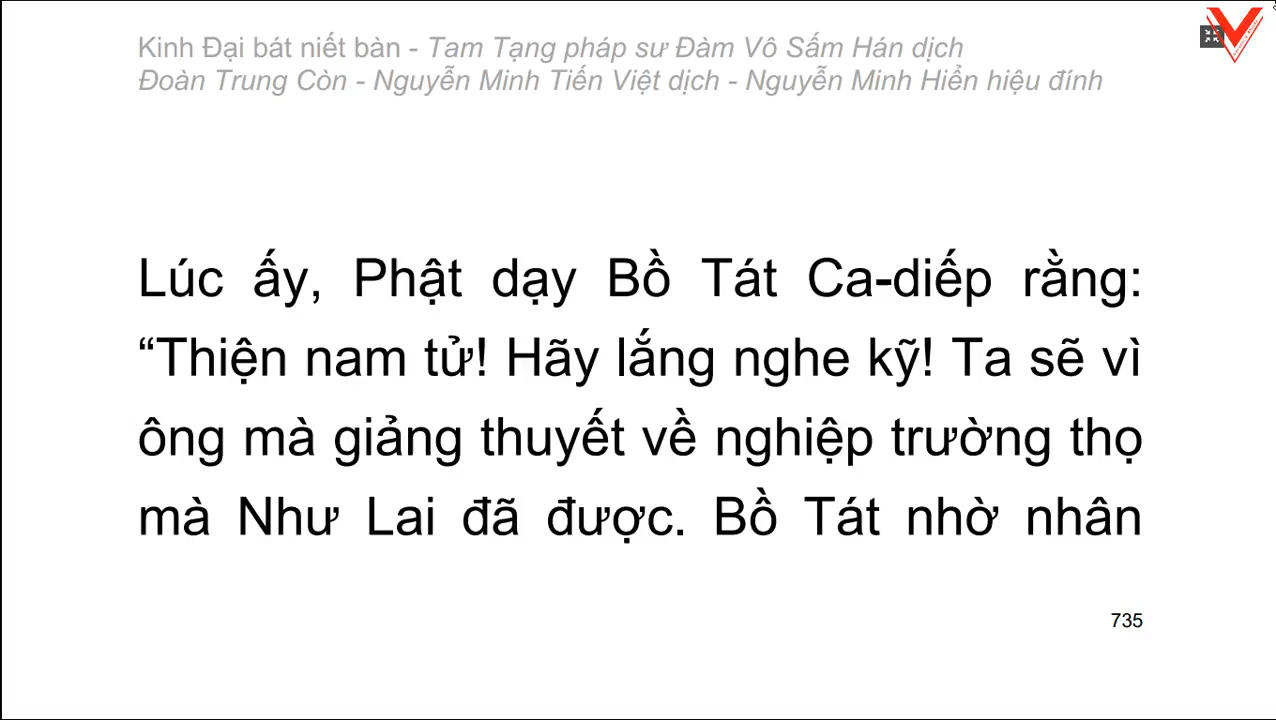 Kinh Đại bát niết bàn - Tam Tạng pháp sư Đàm Vô Sấm Hán dịch
Đoàn Trung Còn - Nguyễn Minh Tiến Việt dịch - Nguyễn Minh Hiển hiệu đính
Lúc ấy, Phật dạy Bồ Tát Ca-diếp rằng:
“Thiện nam tử! Hãy lắng nghe kỹ! Ta sẽ vì
ông mà giảng thuyết về nghiệp trường thọ
mà Như Lai đã được. Bồ Tát nhờ nhân
735